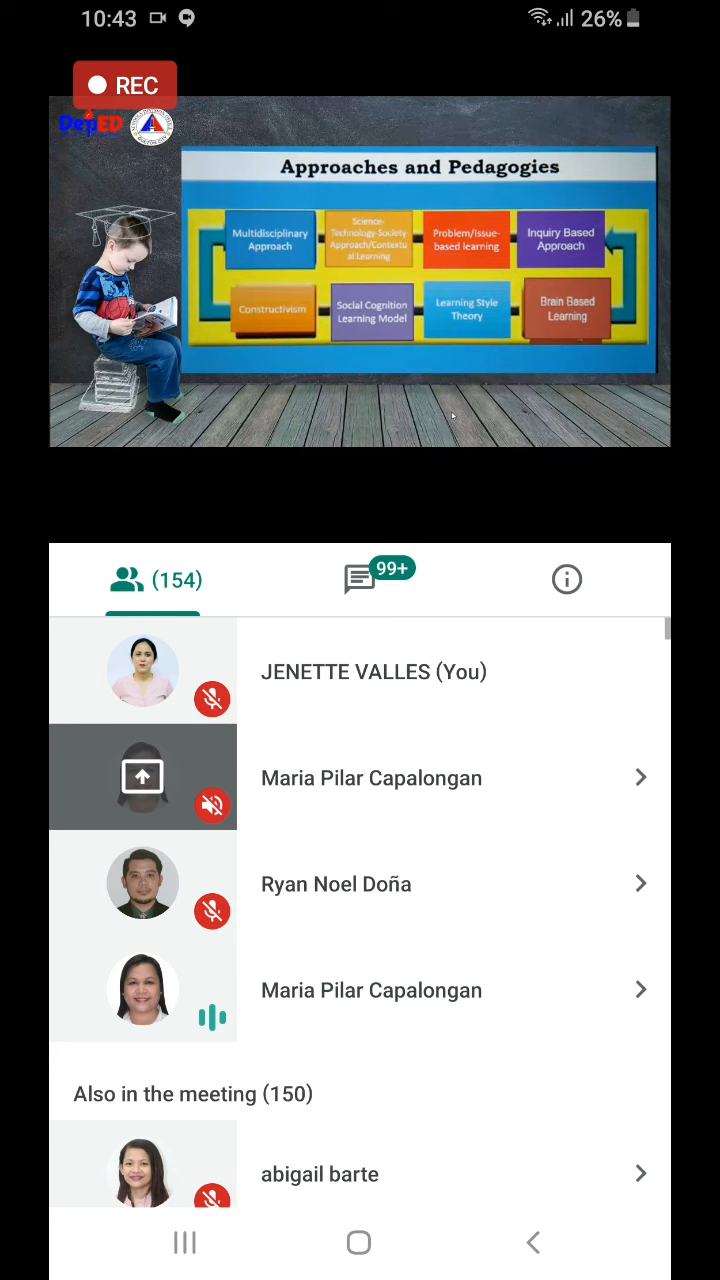 10:43
26%
REC
DepED
Approaches and Pedagogies
Multidisciplinary
Approach
Science-
Technology-Society
Approach/Contextu
al Learning
Problem/Issue-
based learning
Inquiry Based
Approach
Constructivism
Social Cognition
Learning Model
Learning Style
Theory
Brain Based
Learning
(154)
99+
JENETTE VALLES (You)
Maria Pilar Capalongan
Ryan Noel Doña
Maria Pilar Capalongan
Also in the meeting (150)
abigail barte